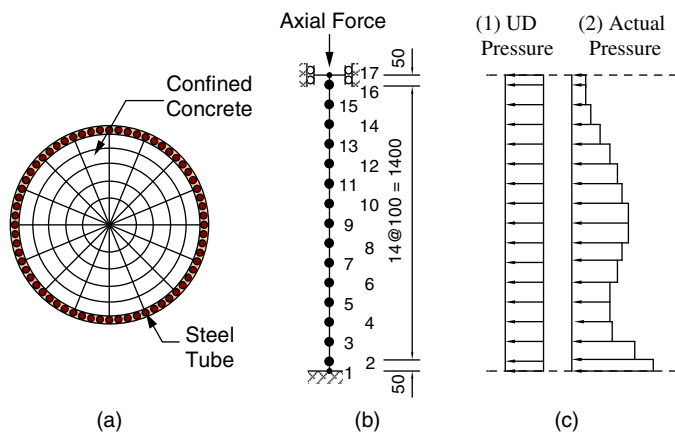 Confined
Concrete
Steel
Tube
(a)
Axial Force
17
16
15
14
13
12
11
10
9
8
7
6
5
4
3
2
1
50
14@100 = 1400
50
(b)
(1) UD
Pressure
(2) Actual
Pressure
(c)